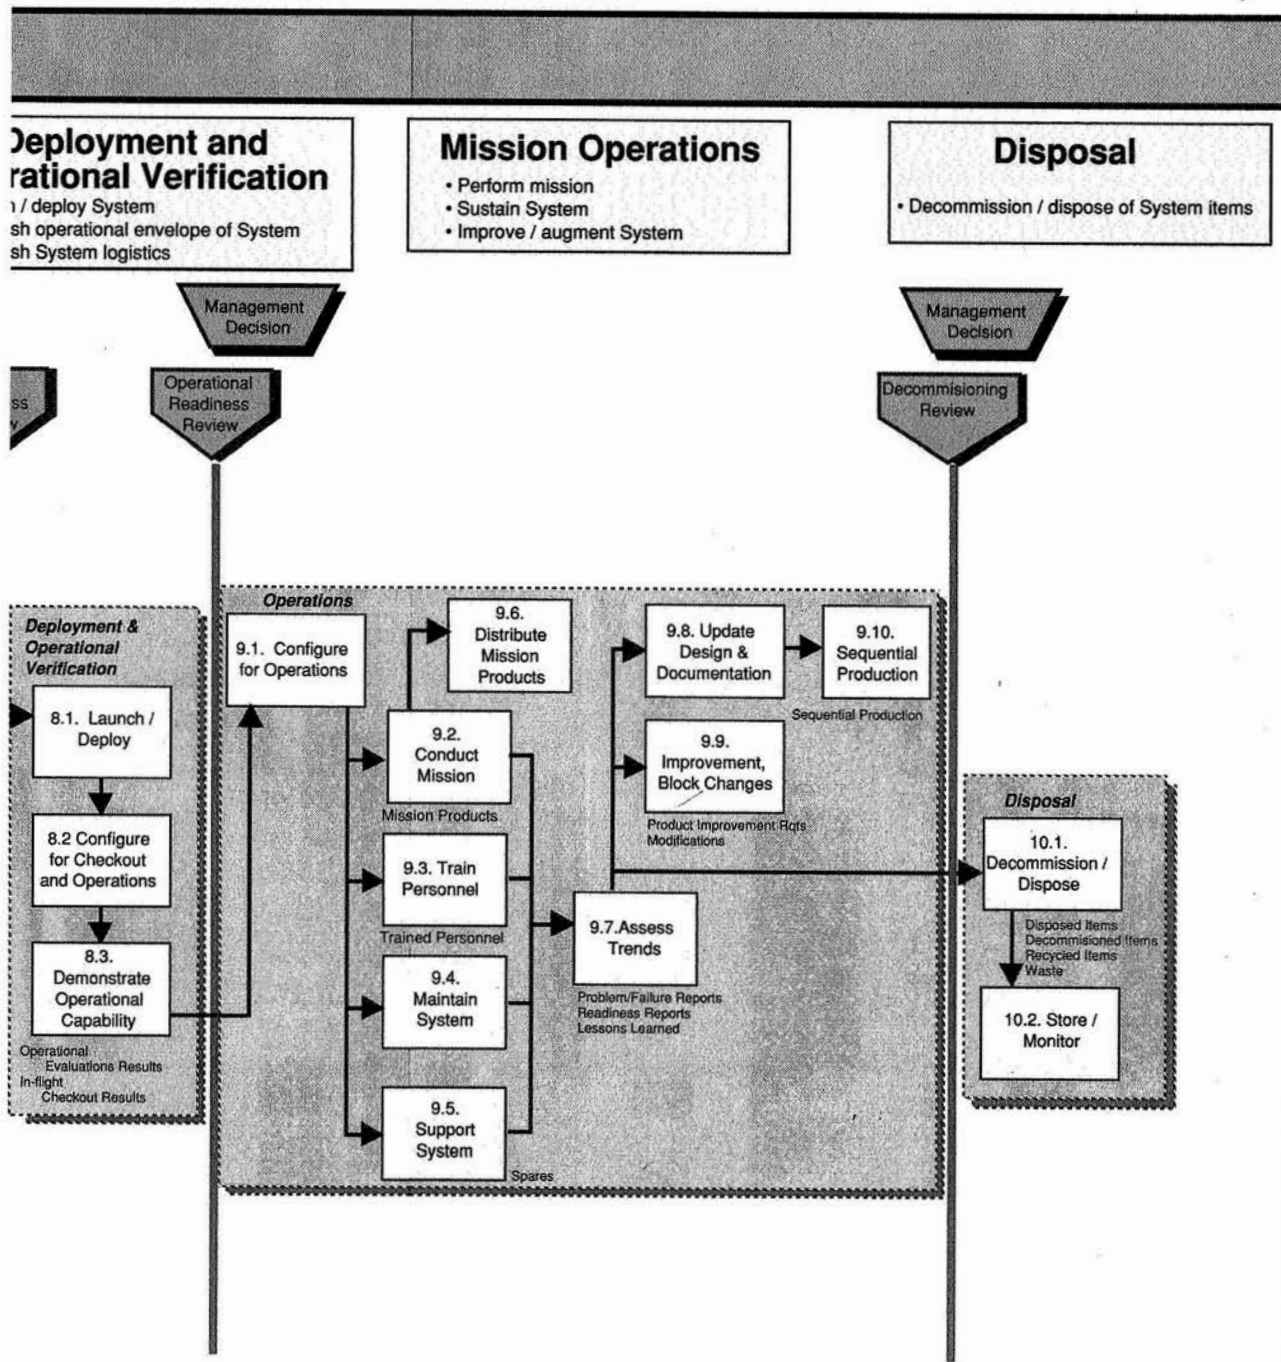 Deployment and
rational Verification
/ deploy System
sh operational envelope of System
sh System logistics
Mission Operations
• Perform mission
• Sustain System
• Improve / augment System
Disposal
• Decommission / dispose of System items
Management
Decision
Management
Decision
ss
Operational
Readiness
Review
Decommisioning
Review
Deployment &
Operational
Verification
8.1. Launch /
Deploy
8.2 Configure
for Checkout
and Operations
8.3.
Demonstrate
Operational
Capability
Operational
Evaluations Results
In-flight
Checkout Results
Operations
9.1. Configure
for Operations
9.6.
Distribute
Mission
Products
9.2.
Conduct
Mission
Mission Products
9.3. Train
Personnel
Trained Personnel
9.4.
Maintain
System
9.5.
Support
System
Spares
9.7.Assess
Trends
Problem/Failure Reports
Readiness Reports
Lessons Learned
9.8. Update
Design &
Documentation
9.10.
Sequential
Production
Sequential Production
9.9.
Improvement,
Block Changes
Product Improvement Rqts
Modifications
Disposal
10.1.
Decommission /
Dispose
Disposed Items
Decommisioned Items
Recycled Items
Waste
10.2. Store /
Monitor